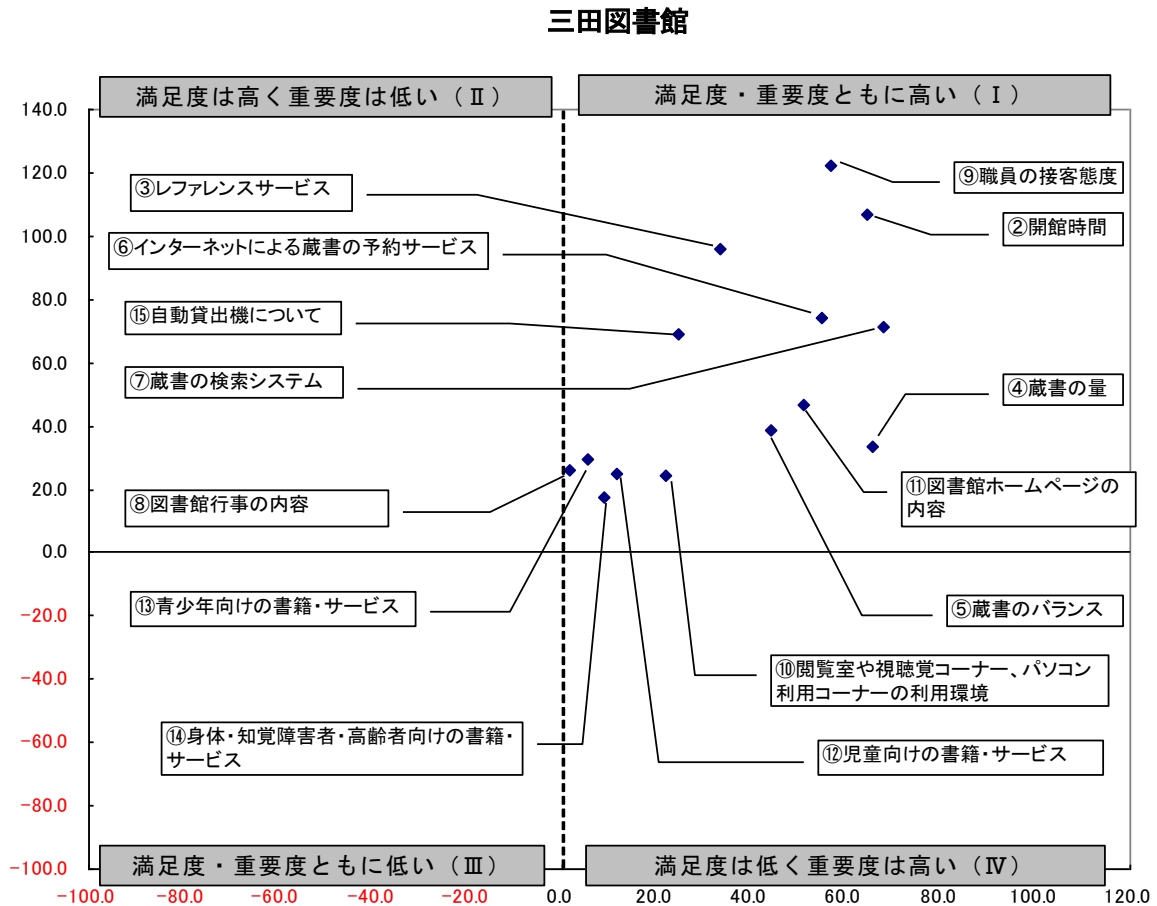 三田図書館
満足度は高く重要度は低い（Ⅱ）
満足度・重要度ともに高い（Ⅰ）
140.0
120.0
100.0
80.0
60.0
40.0
20.0
0.0
-20.0
-40.0
-60.0
-80.0
-100.0
③レファレンスサービス
⑨職員の接客態度
②開館時間
⑥インターネットによる蔵書の予約サービス
⑮自動貸出機について
⑦蔵書の検索システム
④蔵書の量
⑧図書館行事の内容
⑪図書館ホームページの
内容
⑬青少年向けの書籍・サービス
⑤蔵書のバランス
⑩閲覧室や視聴覚コーナー、パソコン
利用コーナーの利用環境
⑭身体・知覚障害者・高齢者向けの書籍・
サービス
⑫児童向けの書籍・サービス
満足度・重要度ともに低い（Ⅲ）
満足度は低く重要度は高い（Ⅳ）
-100.0 -80.0 -60.0 -40.0 -20.0 0.0 20.0 40.0 60.0 80.0 100.0 120.0